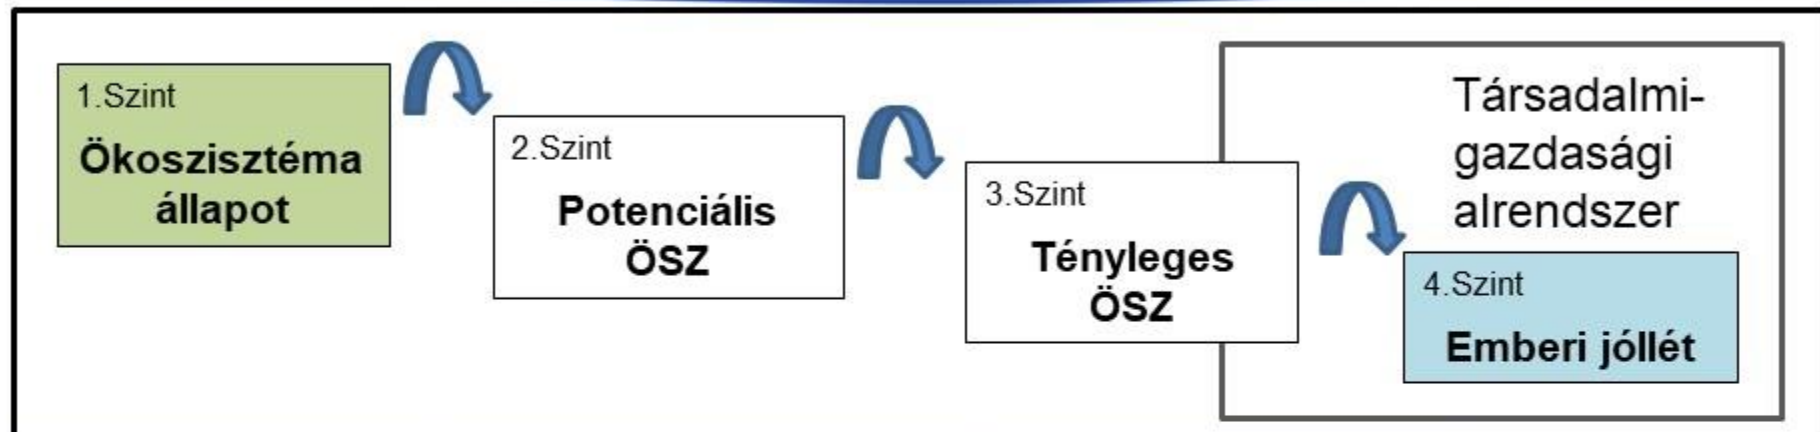 1.Szint
Ökoszisztéma
állapot
2.Szint
Potenciális
ÖSZ
3.Szint
Tényleges
ÖSZ
Társadalmi-
gazdasági
alrendszer
4.Szint
Emberi jóllét